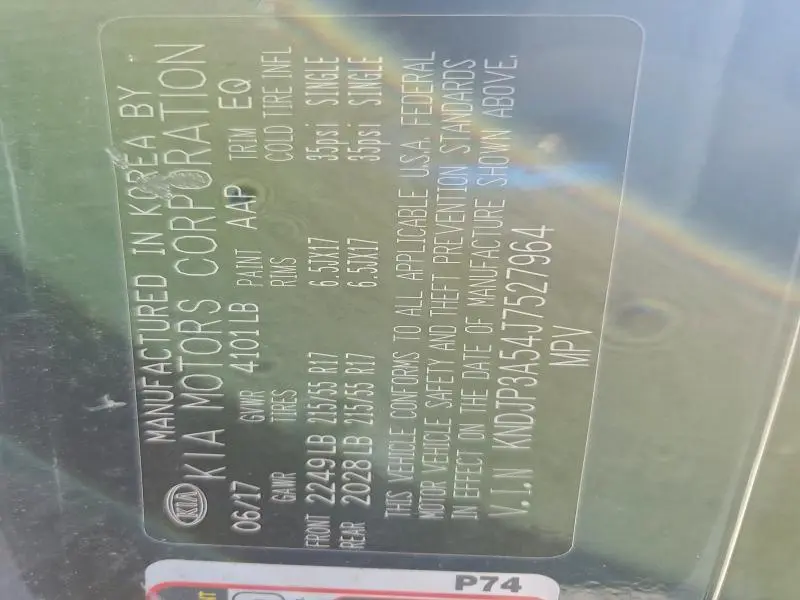 MANUFACTURED IN KOREA BY
KIA KIA MOTORS CORPORATION
06/17 GVWR 4101LB PAINT AAP TRIM EQ
GAWR TIRES RIMS COLD TIRE INFL
FRONT 2249LB 215/55 R17 6.5JX17 35psi SINGLE
REAR 2028LB 215/55 R17 6.5JX17 35psi SINGLE
THIS VEHICLE CONFORMS TO ALL APPLICABLE U.S.A. FEDERAL
MOTOR VEHICLE SAFETY AND THEFT PREVENTION STANDARDS
IN EFFECT ON THE DATE OF MANUFACTURE SHOWN ABOVE.
V.I.N KNDJP3A54J7527964
MPV
P74